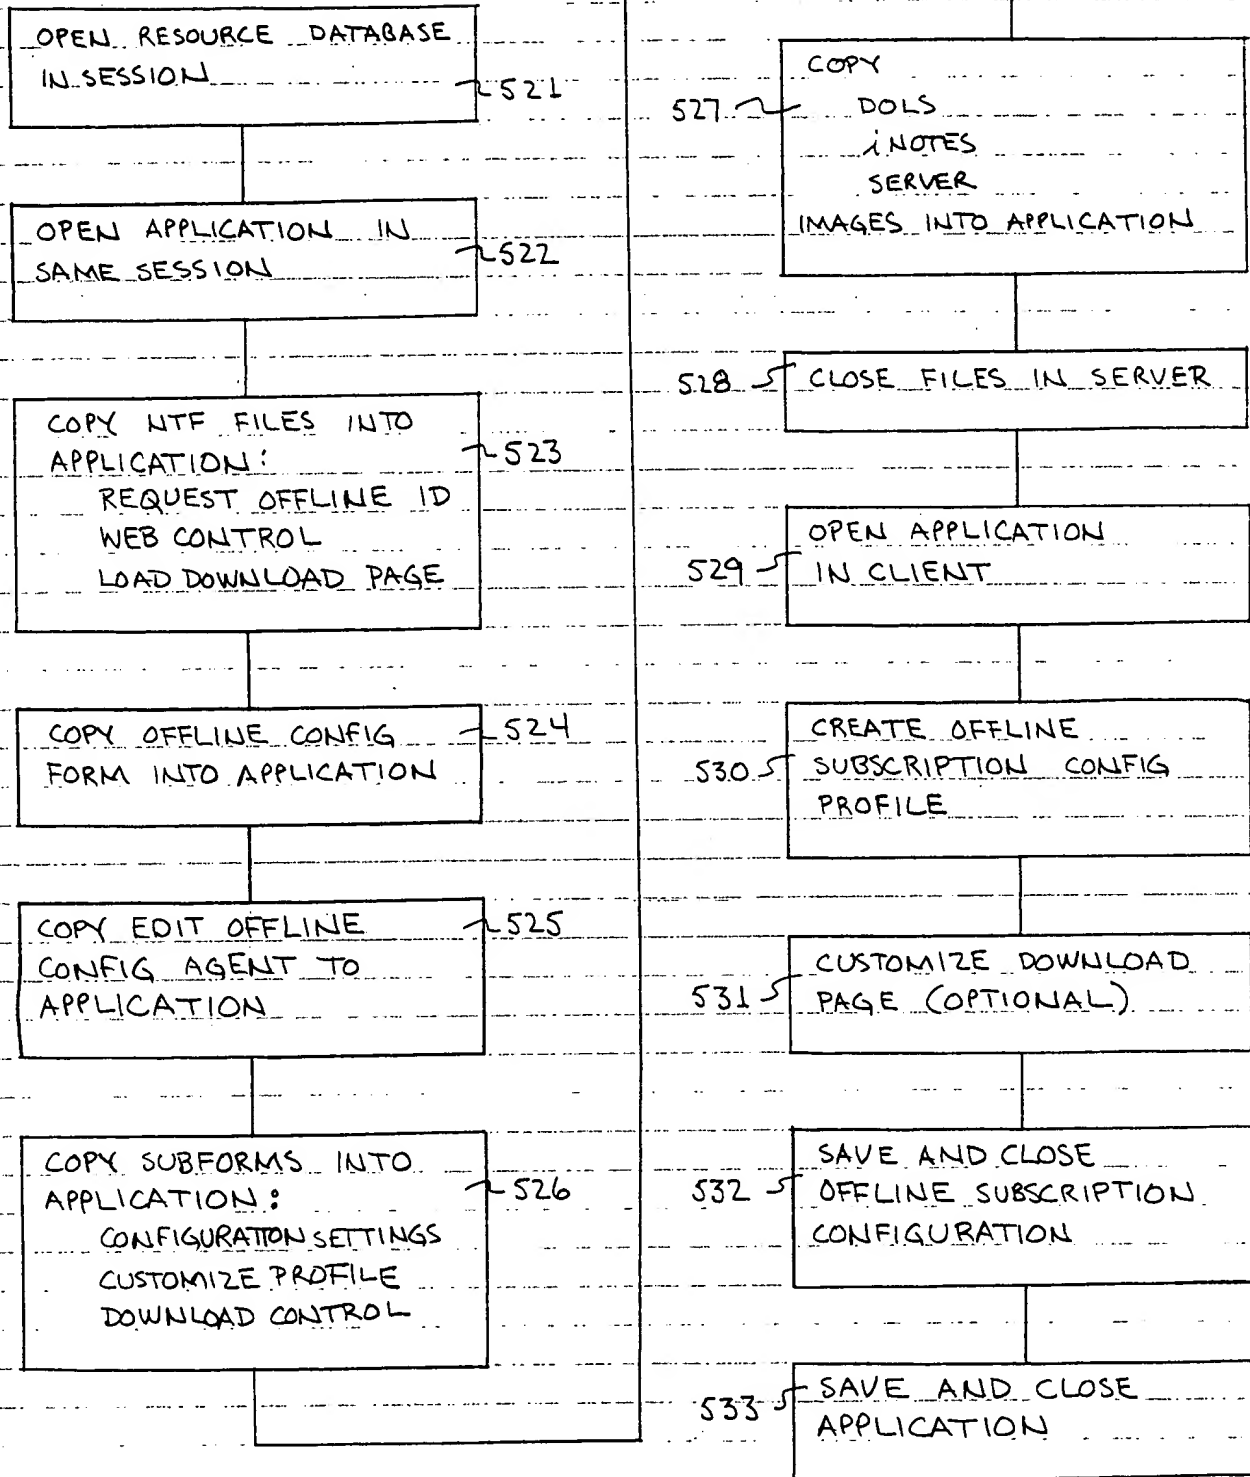 OPEN RESOURCE DATABASE
IN SESSION
521
OPEN APPLICATION IN
SAME SESSION
522
COPY NTF FILES INTO
APPLICATION:
523
REQUEST OFFLINE ID
WEB CONTROL
LOAD DOWNLOAD PAGE
COPY OFFLINE CONFIG
FORM INTO APPLICATION
524
COPY EDIT OFFLINE
CONFIG AGENT TO
APPLICATION
525
COPY SUBFORMS INTO
APPLICATION:
526
CONFIGURATION SETTINGS
CUSTOMIZE PROFILE
DOWNLOAD CONTROL
527
COPY
DOLS
iNOTES
SERVER
IMAGES INTO APPLICATION
528
CLOSE FILES IN SERVER
529
OPEN APPLICATION
IN CLIENT
530
CREATE OFFLINE
SUBSCRIPTION CONFIG
PROFILE
531
CUSTOMIZE DOWNLOAD
PAGE (OPTIONAL)
532
SAVE AND CLOSE
OFFLINE SUBSCRIPTION
CONFIGURATION
533
SAVE AND CLOSE
APPLICATION